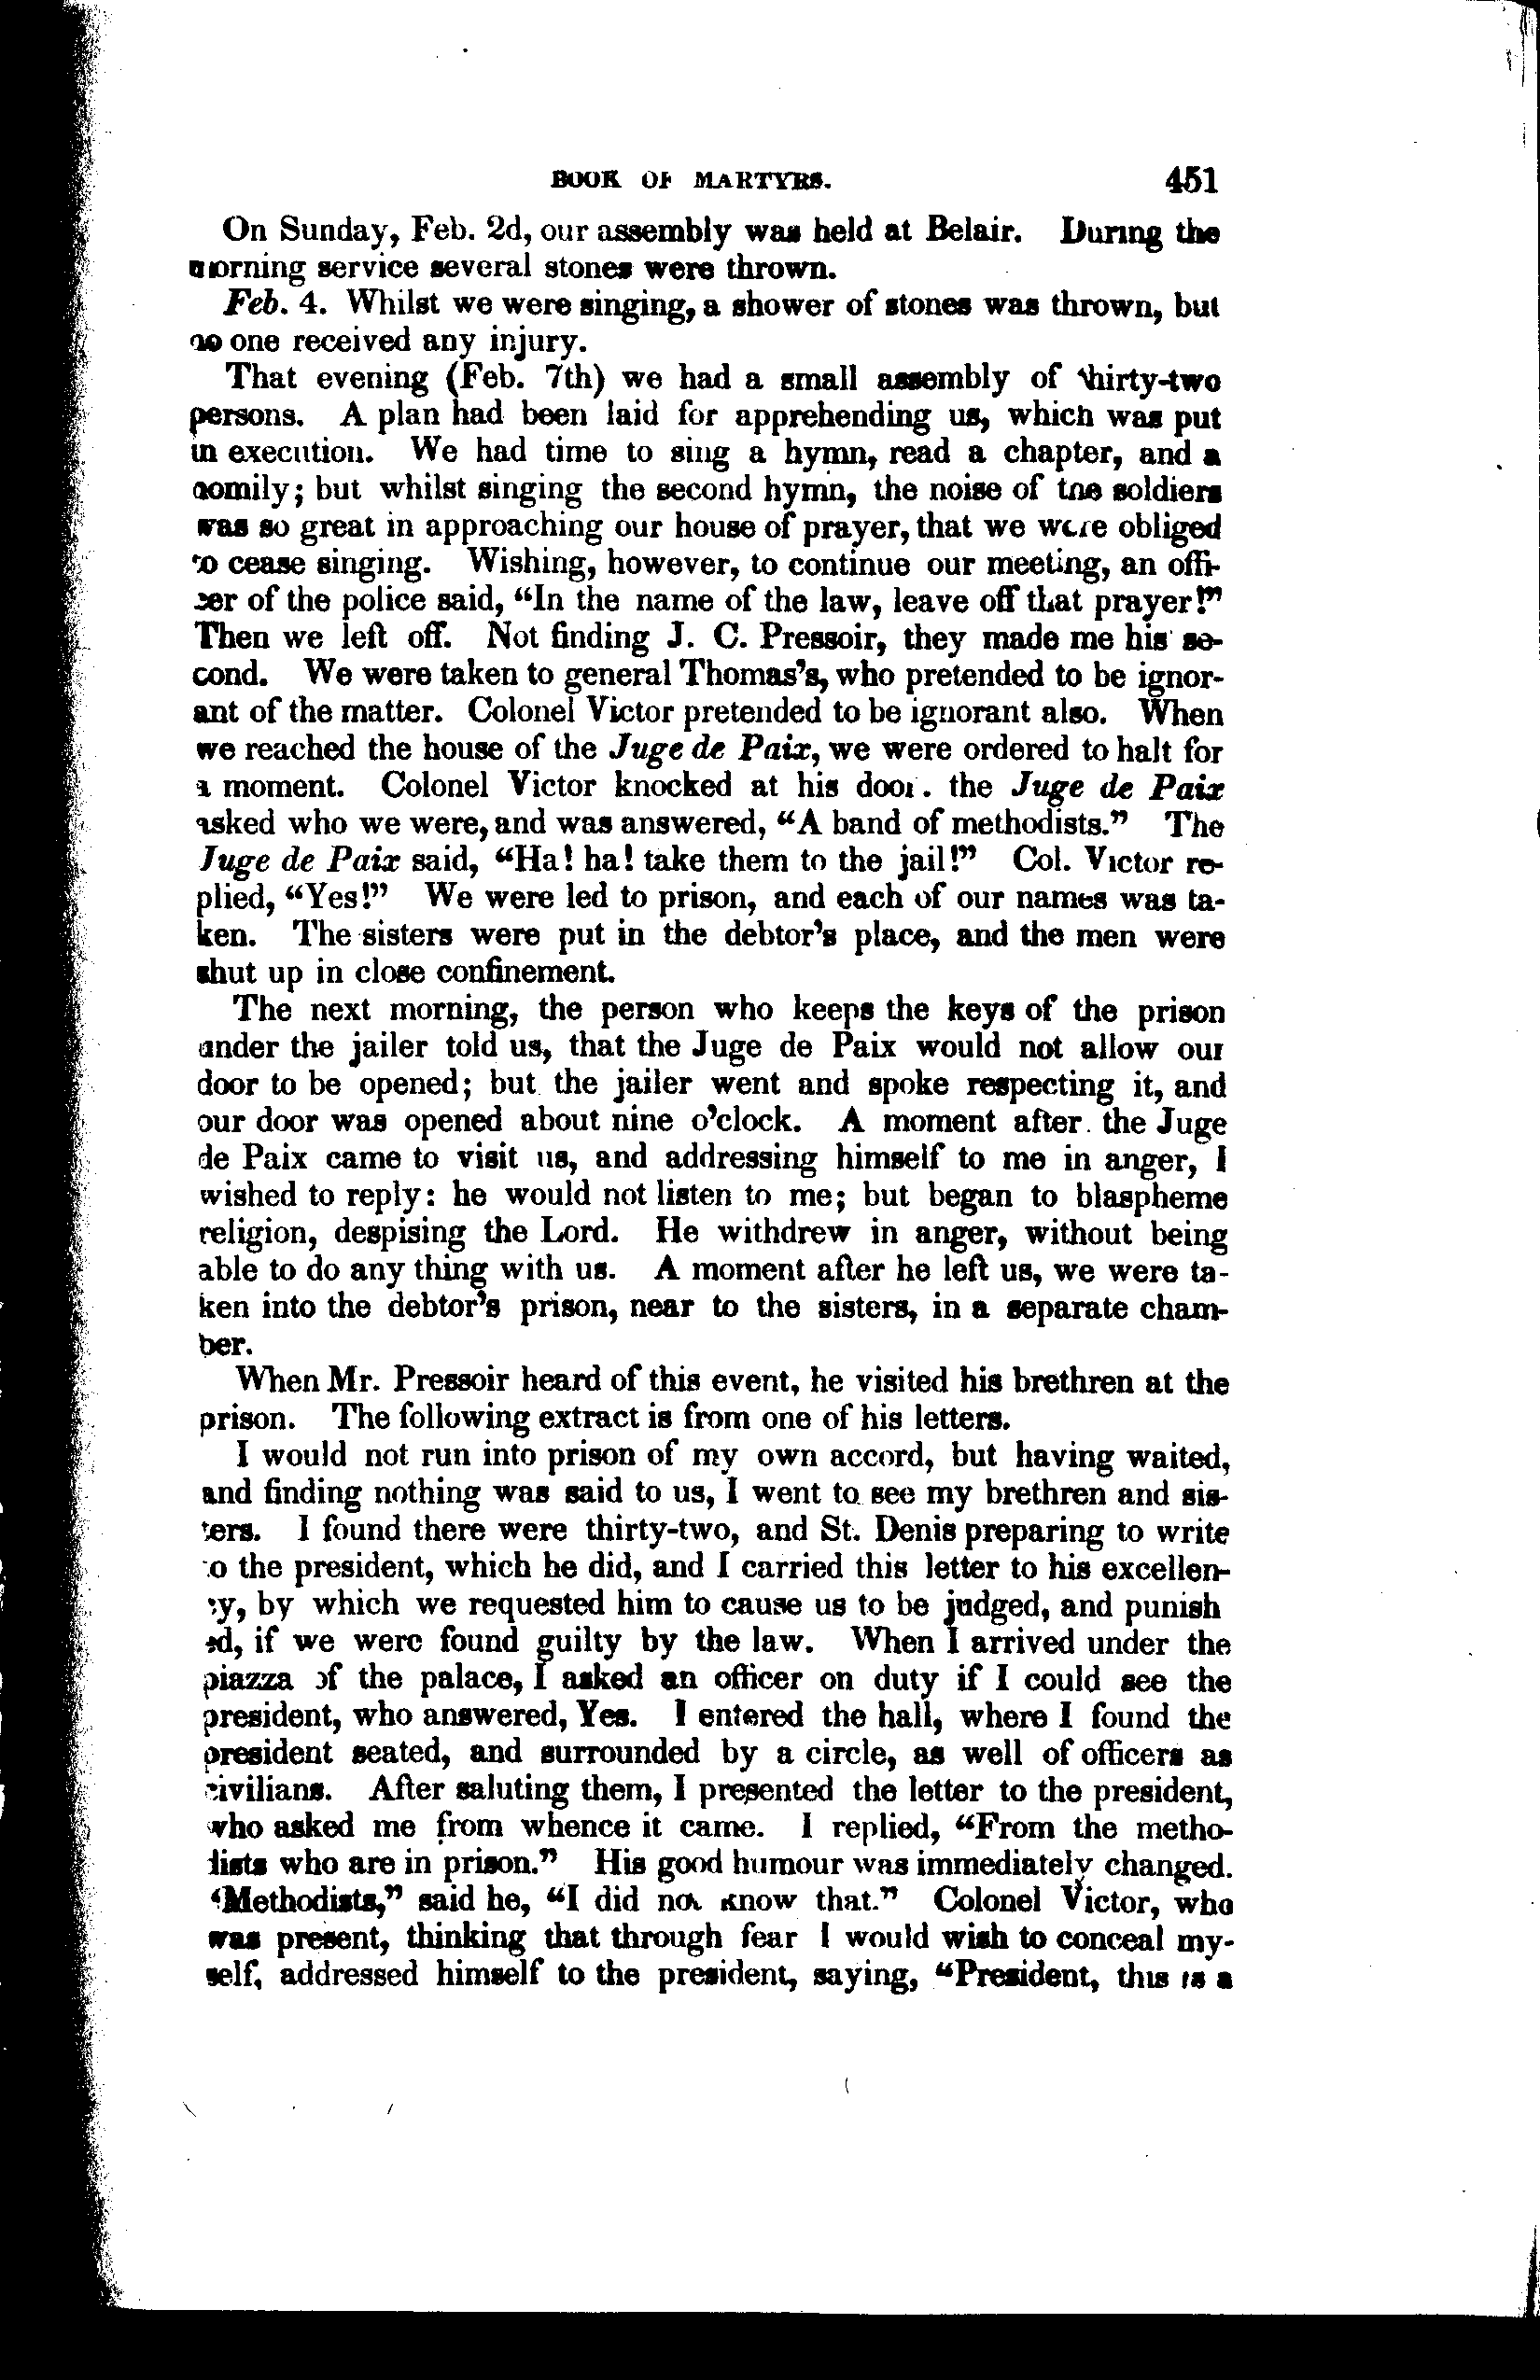 BOOK OF MARTYRS. 451
On Sunday, Feb. 2d, our assembly was held at Belair. During the
morning service several stones were thrown.
Feb. 4. Whilst we were singing, a shower of stones was thrown, but
no one received any injury.
That evening (Feb. 7th) we had a small assembly of thirty-two
persons. A plan had been laid for apprehending us, which was put
in execution. We had time to sing a hymn, read a chapter, and a
homily; but whilst singing the second hymn, the noise of the soldiers
was so great in approaching our house of prayer, that we were obliged
to cease singing. Wishing, however, to continue our meeting, an offi-
cer of the police said, “In the name of the law, leave off that prayer!”
Then we left off. Not finding J. C. Pressoir, they made me his se-
cond. We were taken to general Thomas’s, who pretended to be ignor-
ant of the matter. Colonel Victor pretended to be ignorant also. When
we reached the house of the Juge de Paix, we were ordered to halt for
a moment. Colonel Victor knocked at his door. the Juge de Paix
asked who we were, and was answered, “A band of methodists.” The
Juge de Paix said, “Ha! ha! take them to the jail!” Col. Victor re-
plied, “Yes!” We were led to prison, and each of our names was ta-
ken. The sisters were put in the debtor’s place, and the men were
shut up in close confinement.
The next morning, the person who keeps the keys of the prison
under the jailer told us, that the Juge de Paix would not allow our
door to be opened; but the jailer went and spoke respecting it, and
our door was opened about nine o’clock. A moment after the Juge
de Paix came to visit us, and addressing himself to me in anger, I
wished to reply: he would not listen to me; but began to blaspheme
religion, despising the Lord. He withdrew in anger, without being
able to do any thing with us. A moment after he left us, we were ta-
ken into the debtor’s prison, near to the sisters, in a separate cham-
ber.
When Mr. Pressoir heard of this event, he visited his brethren at the
prison. The following extract is from one of his letters.
I would not run into prison of my own accord, but having waited,
and finding nothing was said to us, I went to see my brethren and sis-
ters. I found there were thirty-two, and St. Denis preparing to write
to the president, which he did, and I carried this letter to his excellen-
cy, by which we requested him to cause us to be judged, and punish
ed, if we were found guilty by the law. When I arrived under the
piazza of the palace, I asked an officer on duty if I could see the
president, who answered, Yes. I entered the hall, where I found the
president seated, and surrounded by a circle, as well of officers as
civilians. After saluting them, I presented the letter to the president,
who asked me from whence it came. I replied, “From the metho-
dists who are in prison.” His good humour was immediately changed.
“Methodists,” said he, “I did not know that.” Colonel Victor, who
was present, thinking that through fear I would wish to conceal my-
self, addressed himself to the president, saying, “President, this is a